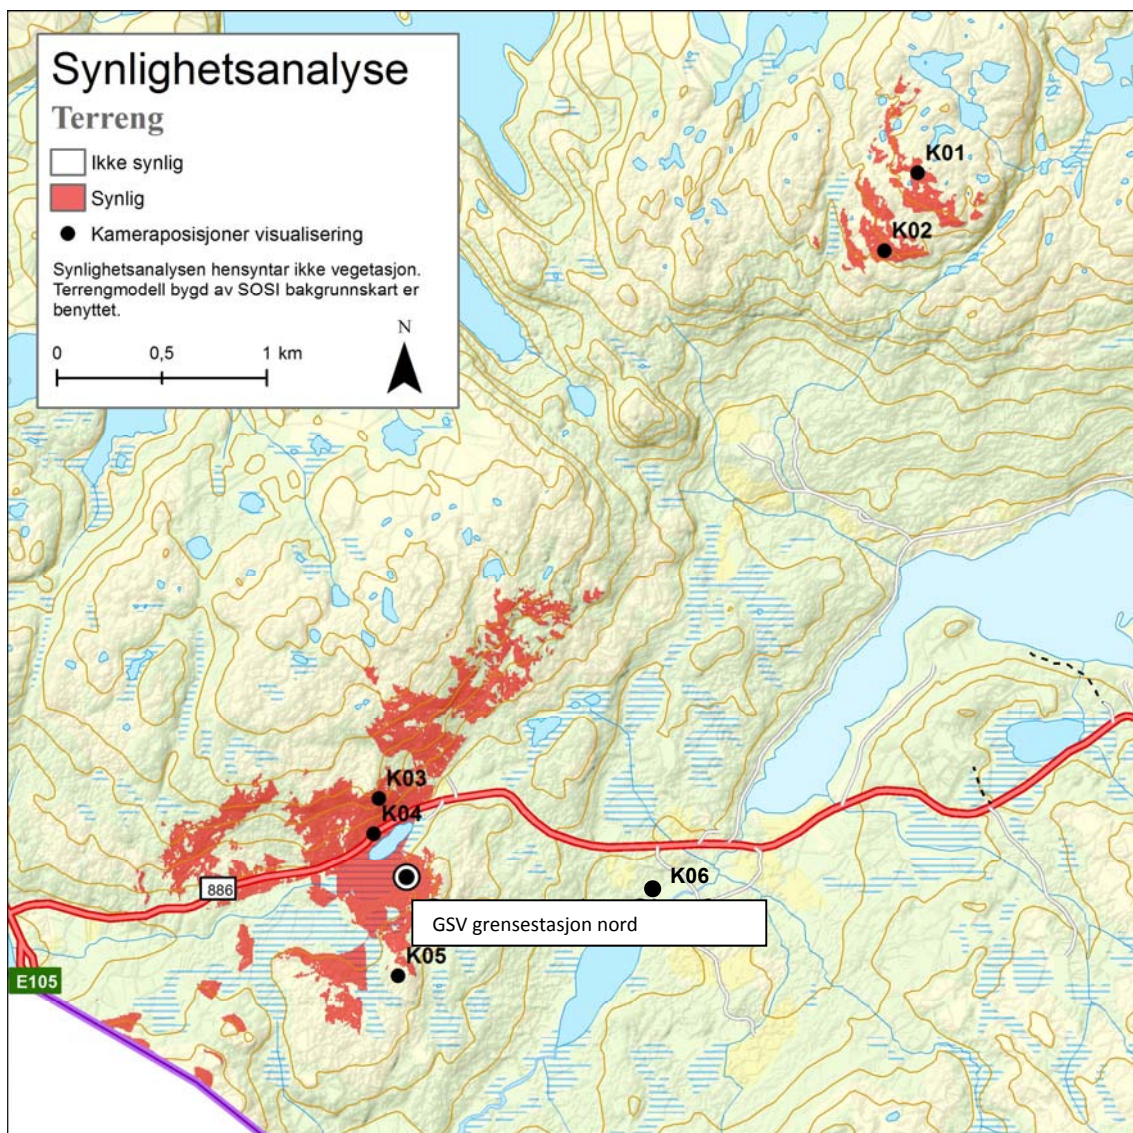 Synlighetsanalyse
Terreng
Ikke synlig
Synlig
Kameraposisjoner visualisering
Synlighetsanalysen hensyntar ikke vegetasjon.
Terrengmodell bygd av SOSI bakgrunnskart er
benyttet.
N
0 0,5 1 km
K01
K02
K03
K04
886
K06
GSV grensestasjon nord
K05
E105